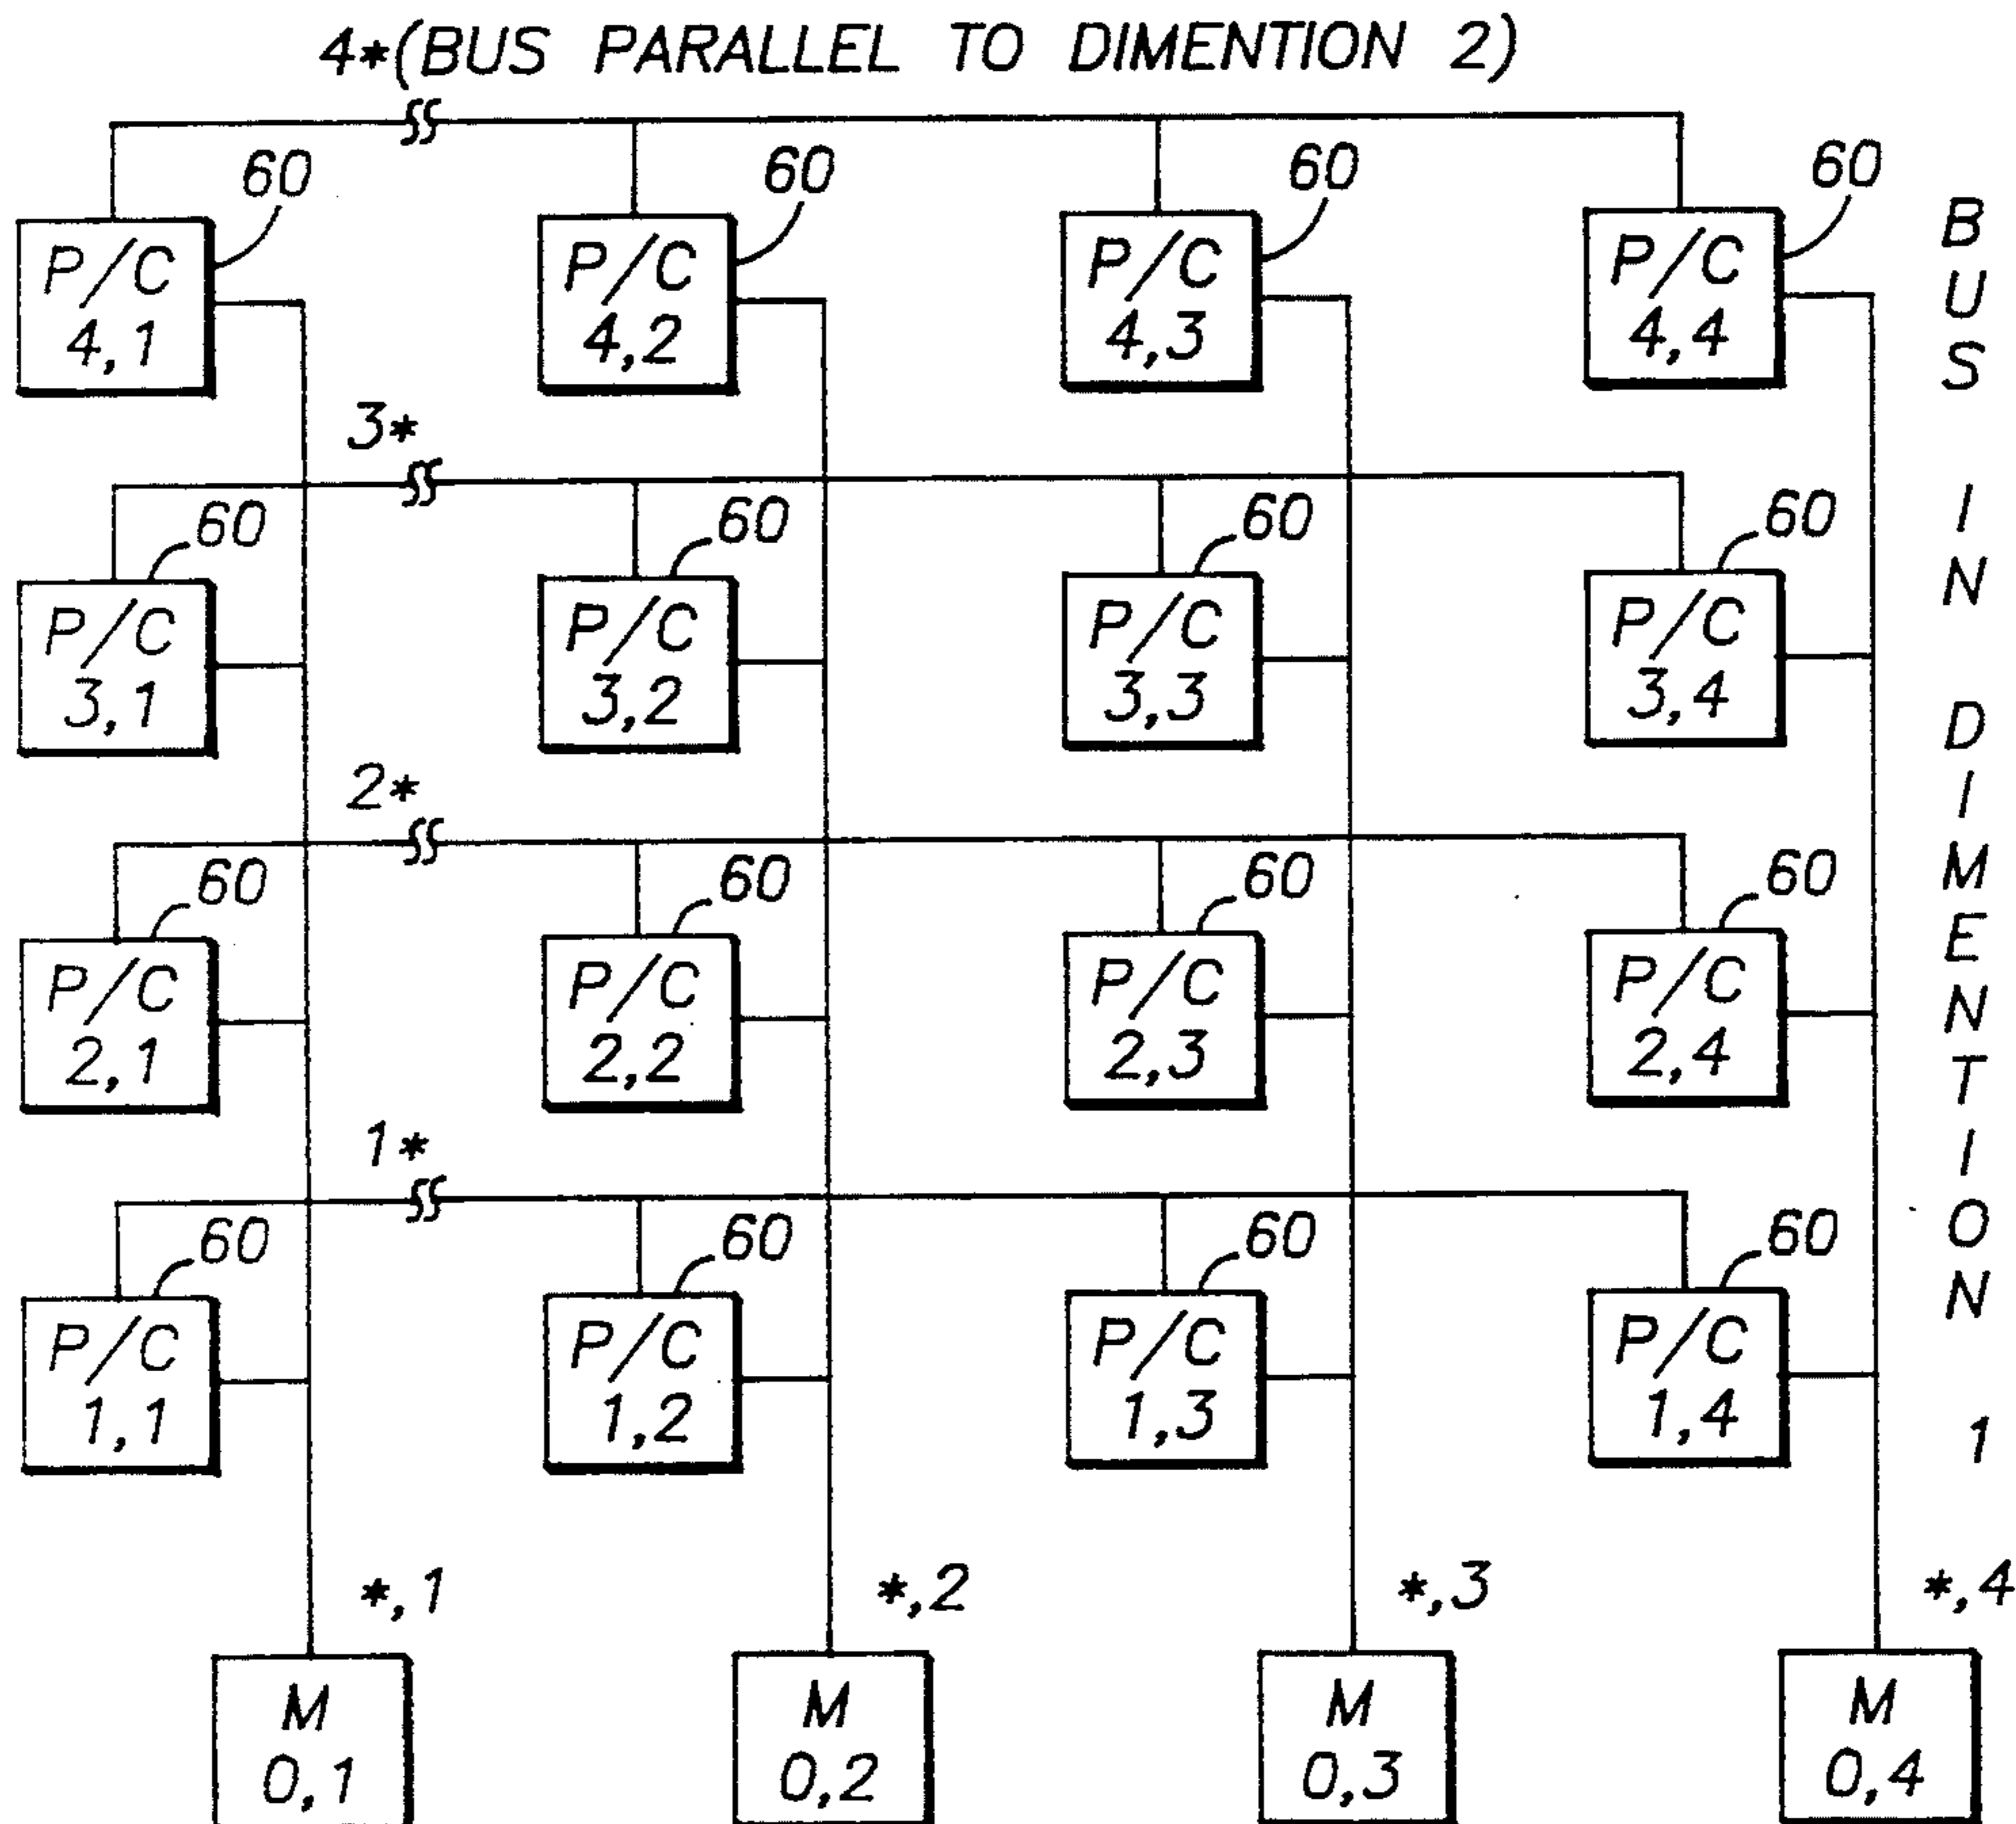 4*(BUS PARALLEL TO DIMENTION 2)
60 60 60 60
P/C P/C P/C P/C
4,1 4,2 4,3 4,4
3*
60 60 60 60
P/C P/C P/C P/C
3,1 3,2 3,3 3,4
2*
60 60 60 60
P/C P/C P/C P/C
2,1 2,2 2,3 2,4
1*
60 60 60 60
P/C P/C P/C P/C
1,1 1,2 1,3 1,4
*,1 *,2 *,3 *,4
M M M M
0,1 0,2 0,3 0,4
BUS IN DIMENTION 1